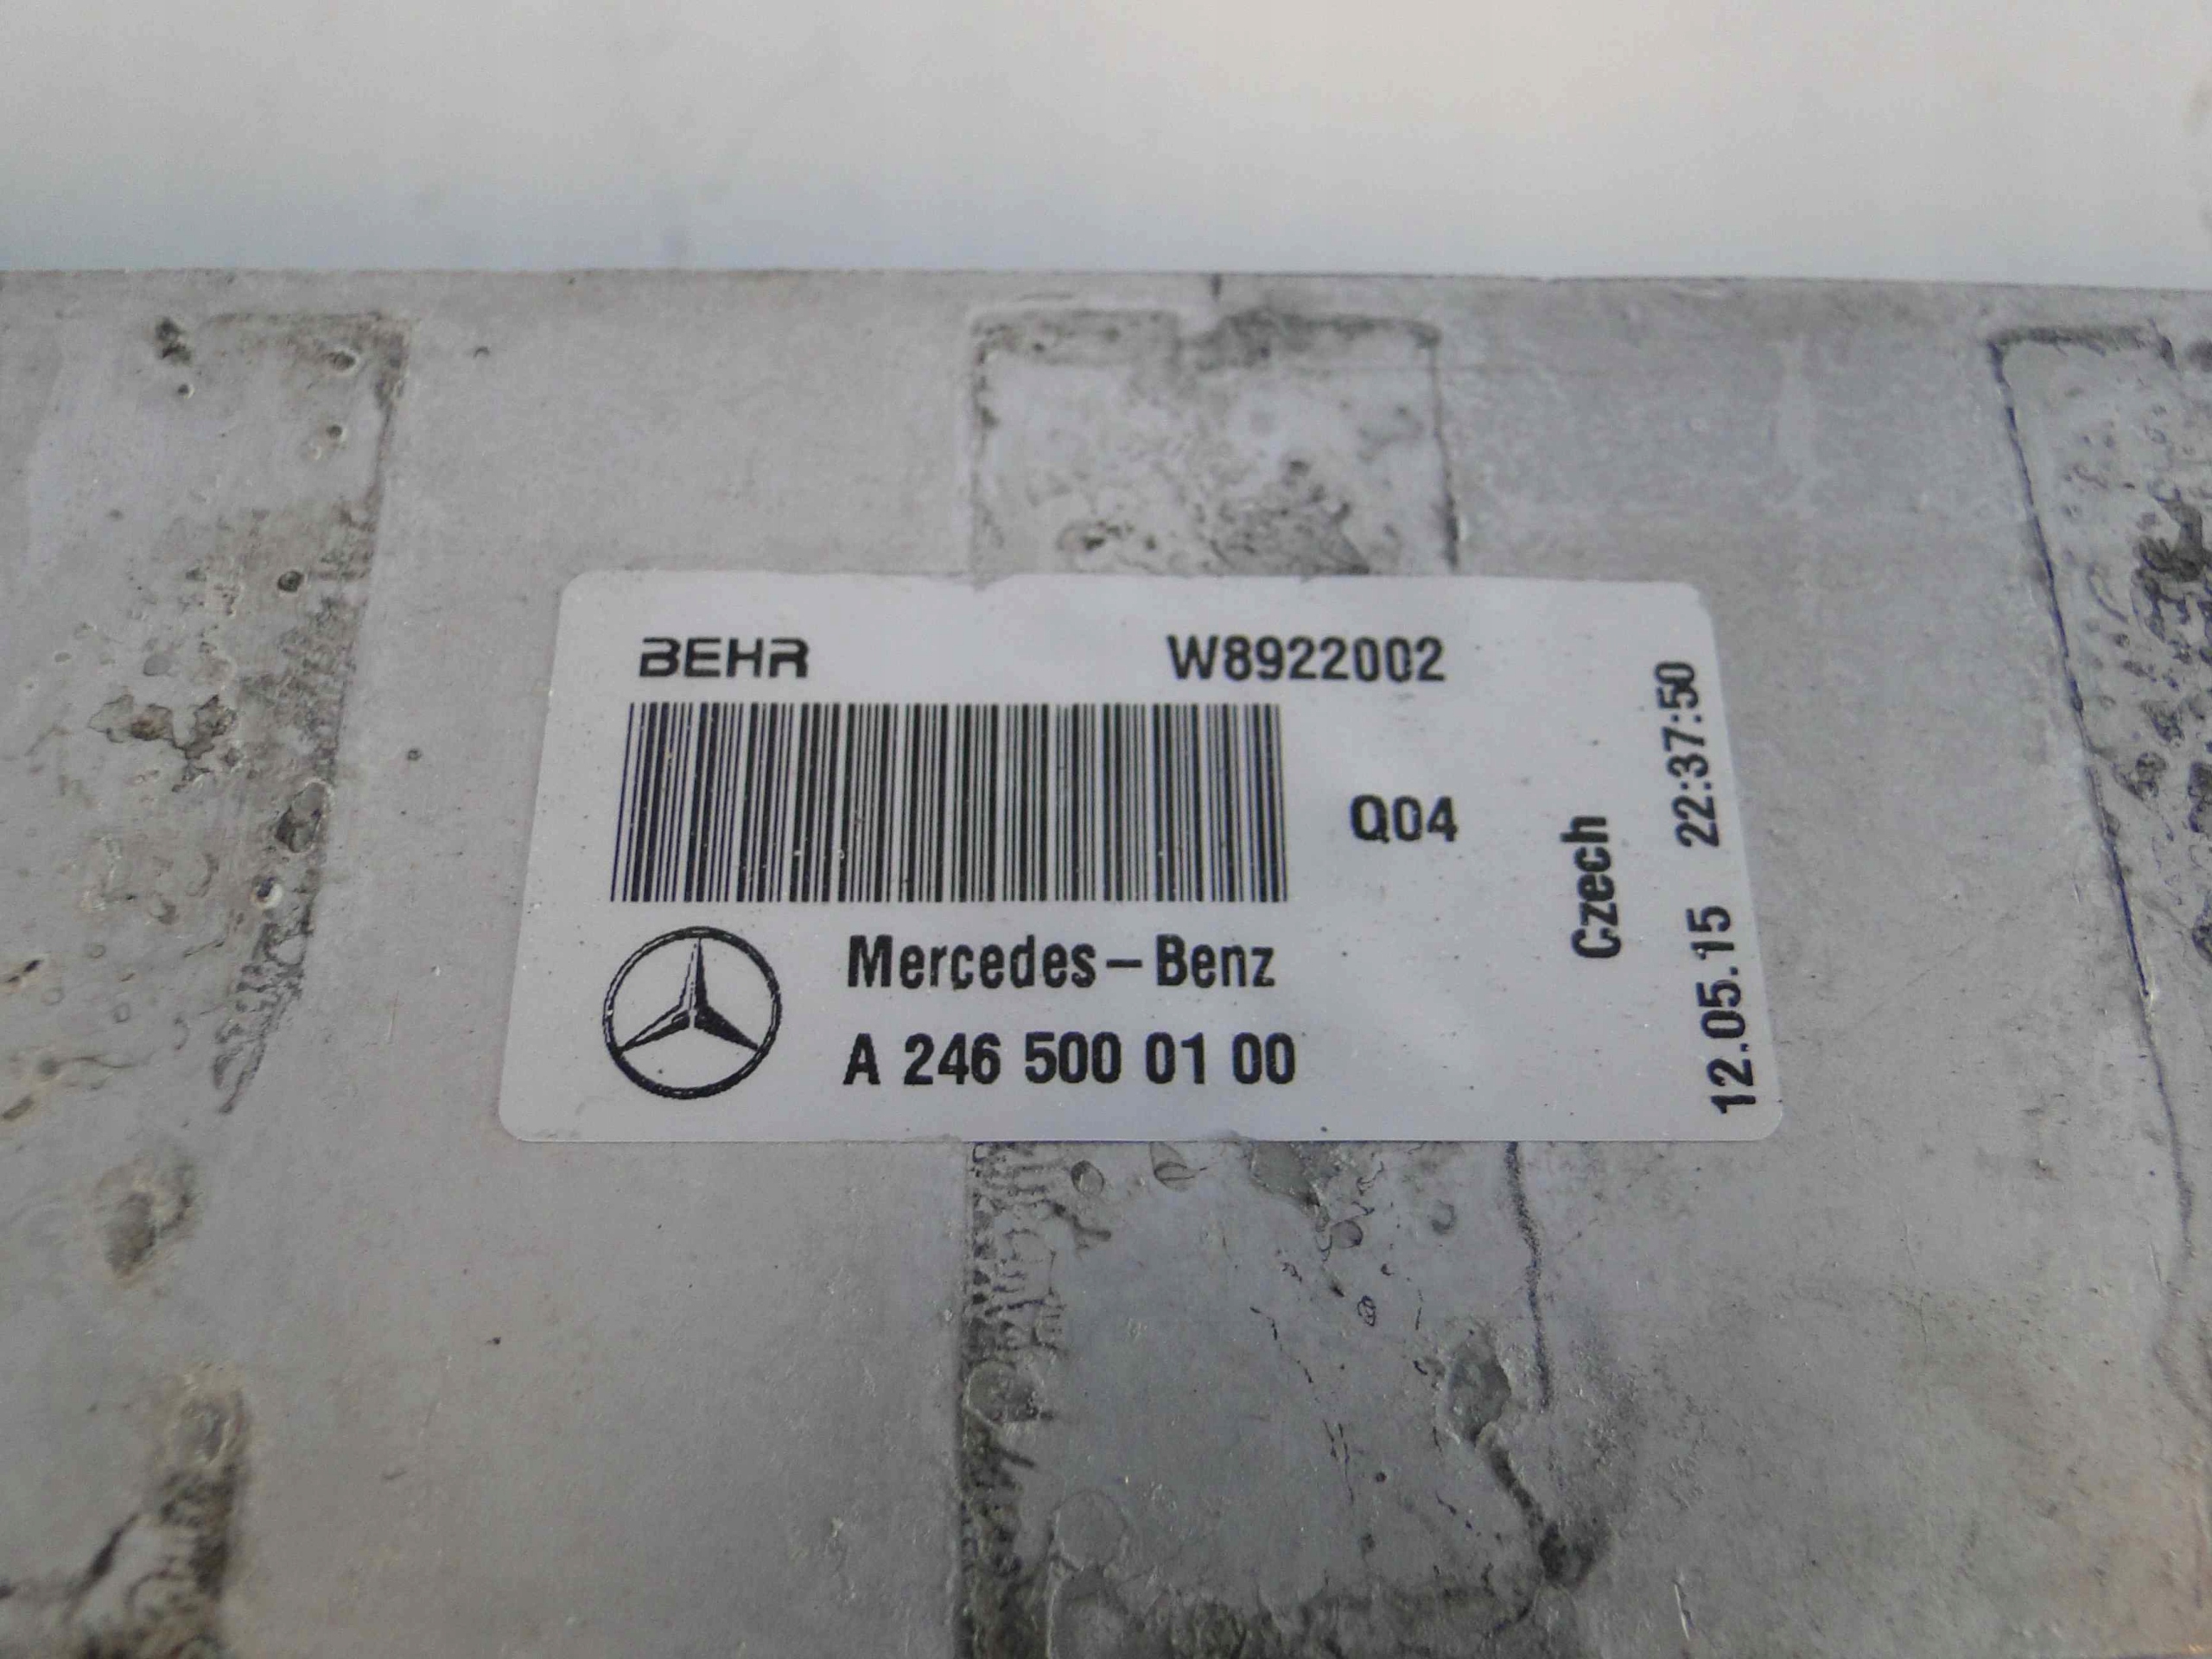 BEHR W8922002
Q04
Mercedes-Benz
A 246 500 01 00
Czech
12.05.15 22:37:50